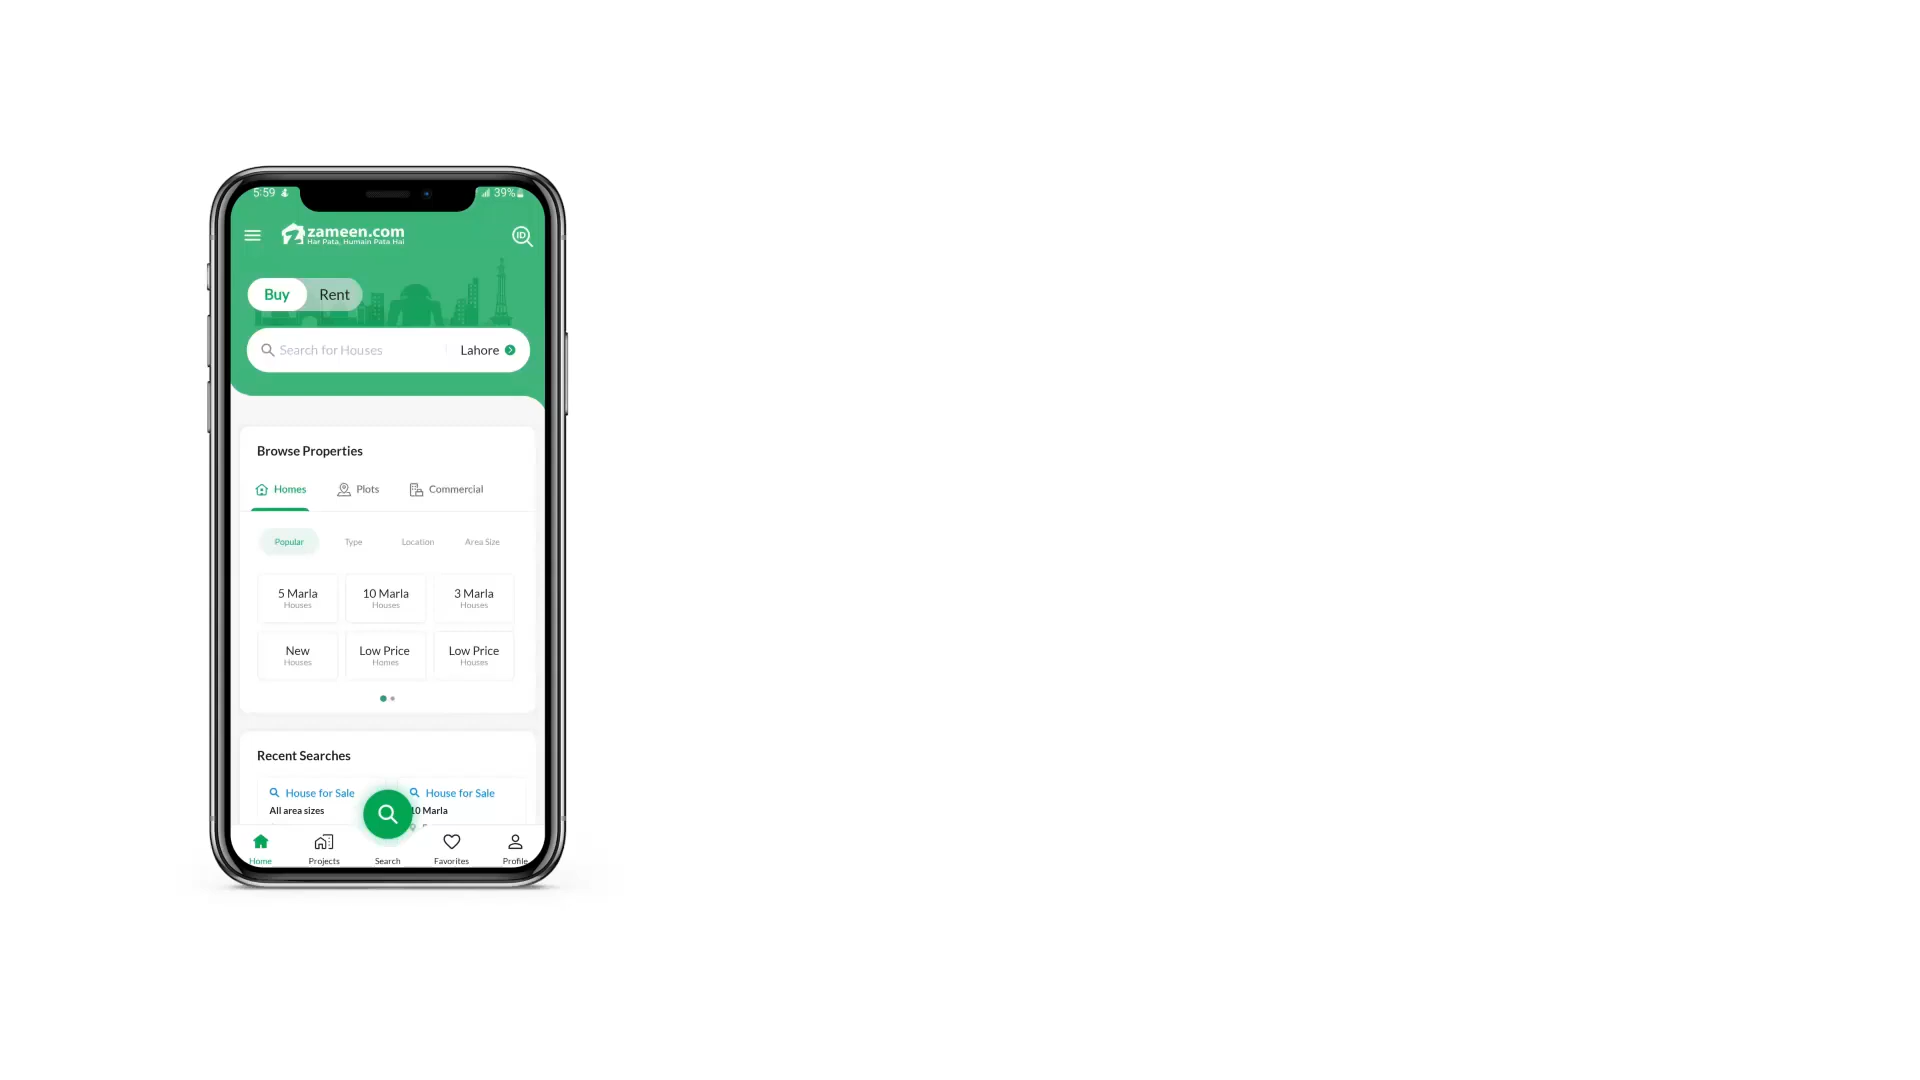 5:59
39%
zameen.com
Har Pata, Humain Pata Hai
ID
Buy Rent
Search for Houses Lahore
Browse Properties
Homes Plots Commercial
Popular Type Location Area Size
5 Marla 10 Marla 3 Marla
Houses Houses Houses
New Low Price Low Price
Houses Homes Houses
Recent Searches
House for Sale House for Sale
All area sizes 10 Marla
Home Projects Search Favorites Profile